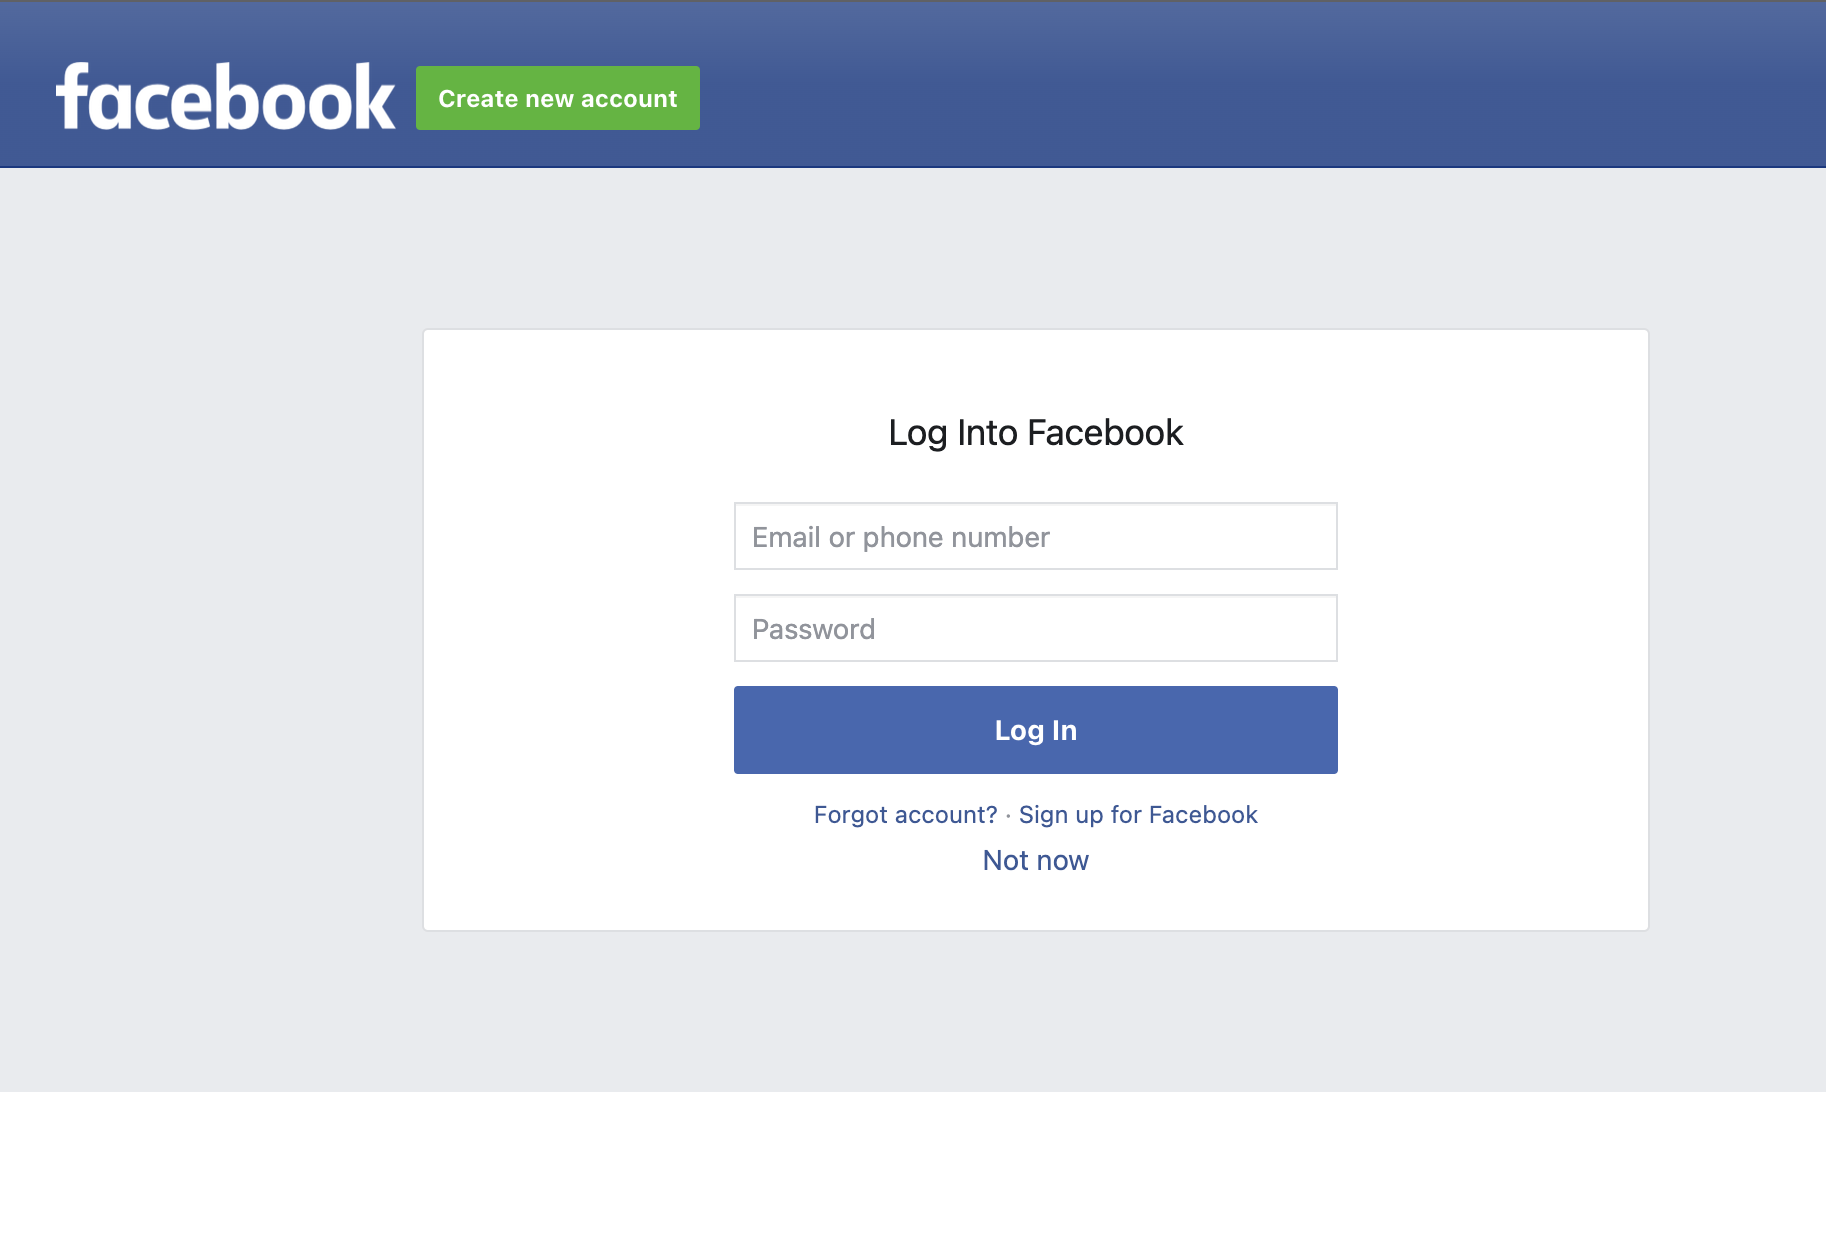 facebook Create new account
Log Into Facebook
Email or phone number
Password
Log In
Forgot account? · Sign up for Facebook
Not now